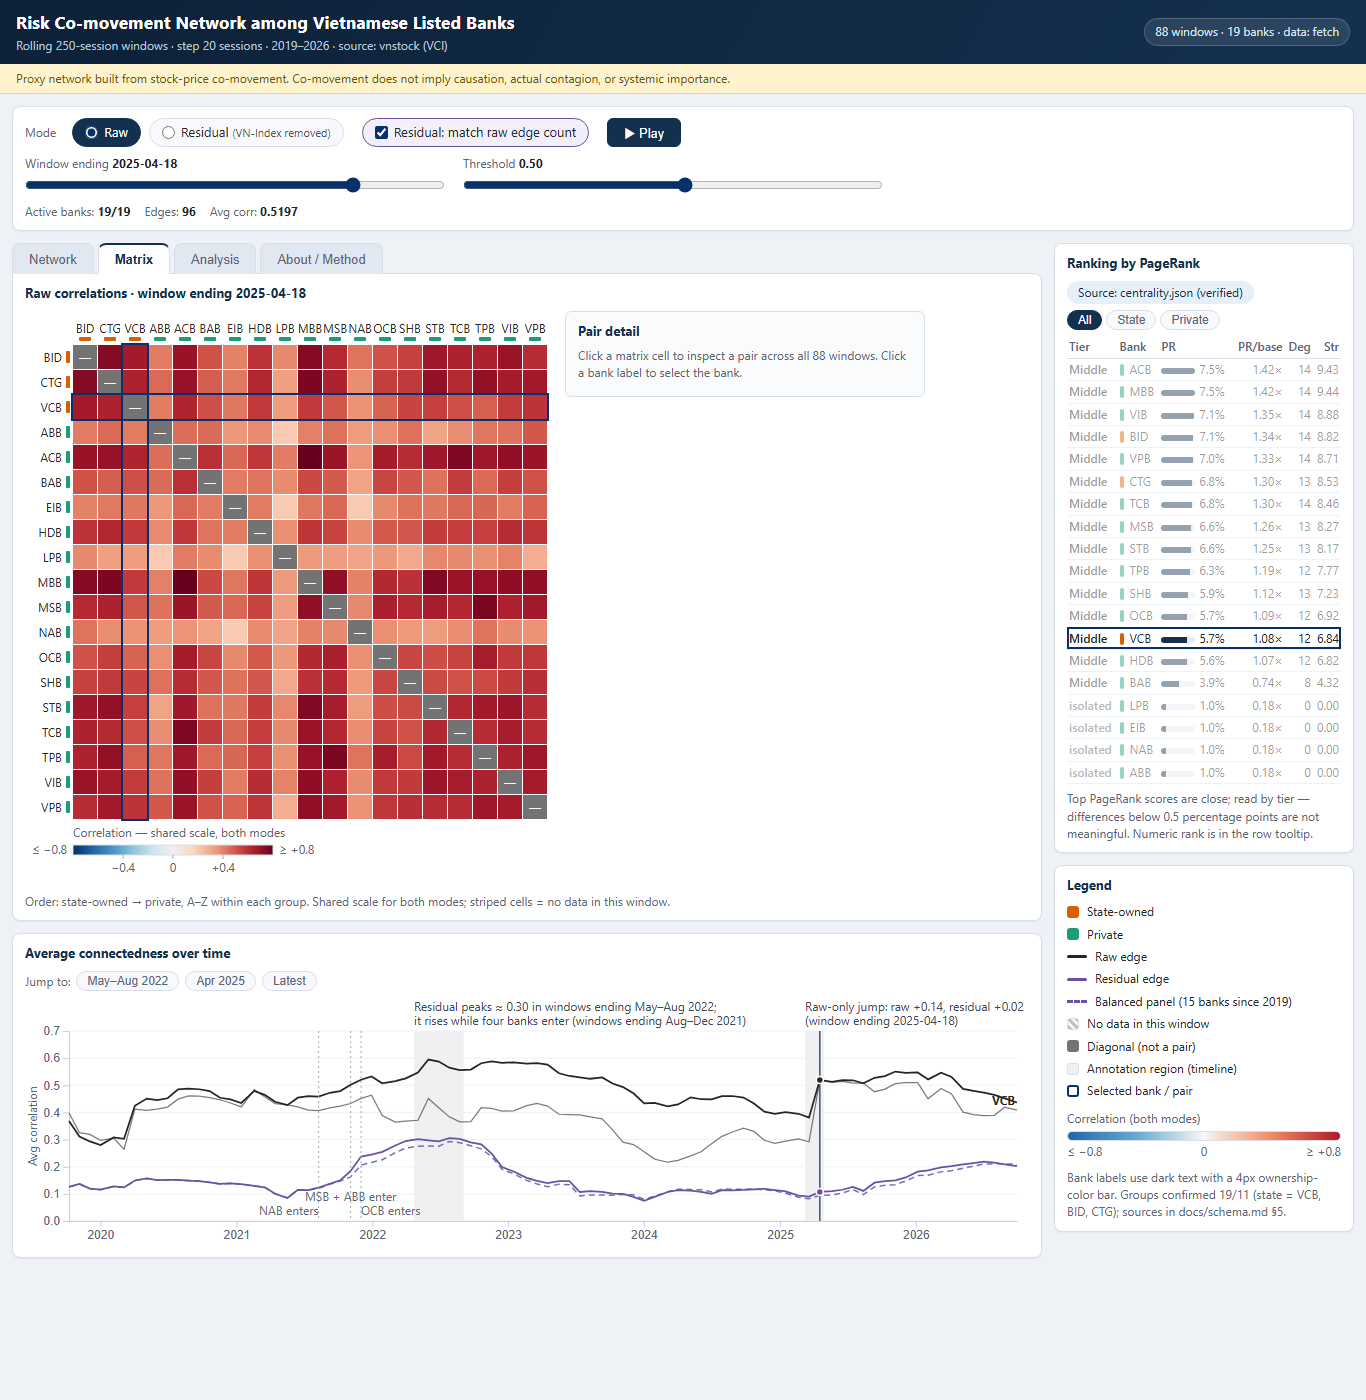 Risk Co-movement Network among Vietnamese Listed Banks
Rolling 250-session windows · step 20 sessions · 2019–2026 · source: vnstock (VCI)
88 windows · 19 banks · data: fetch
Proxy network built from stock-price co-movement. Co-movement does not imply causation, actual contagion, or systemic importance.
Mode Raw Residual (VN-Index removed) Residual: match raw edge count ▶ Play
Window ending 2025-04-18 Threshold 0.50
Active banks: 19/19 Edges: 96 Avg corr: 0.5197
Network Matrix Analysis About / Method
Raw correlations · window ending 2025-04-18
BID CTG VCB ABB ACB BAB EIB HDB LPB MBB MSB NAB OCB SHB STB TCB TPB VIB VPB
BID —
CTG —
VCB —
ABB —
ACB —
BAB —
EIB —
HDB —
LPB —
MBB —
MSB —
NAB —
OCB —
SHB —
STB —
TCB —
TPB —
VIB —
VPB —
Correlation — shared scale, both modes
≤ −0.8 ≥ +0.8
−0.4 0 +0.4
Order: state-owned → private, A–Z within each group. Shared scale for both modes; striped cells = no data in this window.
Pair detail
Click a matrix cell to inspect a pair across all 88 windows. Click
a bank label to select the bank.
Average connectedness over time
Jump to: May–Aug 2022 Apr 2025 Latest
Residual peaks ≈ 0.30 in windows ending May–Aug 2022;
it rises while four banks enter (windows ending Aug–Dec 2021)
Raw-only jump: raw +0.14, residual +0.02
(window ending 2025-04-18)
Avg correlation
0.7
0.6
0.5
0.4
0.3
0.2
0.1
0.0
VCB
MSB + ABB enter
NAB enters
OCB enters
2020 2021 2022 2023 2024 2025 2026
Ranking by PageRank
Source: centrality.json (verified)
All State Private
Tier Bank PR PR/base Deg Str
Middle ACB 7.5% 1.42× 14 9.43
Middle MBB 7.5% 1.42× 14 9.44
Middle VIB 7.1% 1.35× 14 8.88
Middle BID 7.1% 1.34× 14 8.82
Middle VPB 7.0% 1.33× 14 8.71
Middle CTG 6.8% 1.30× 13 8.53
Middle TCB 6.8% 1.30× 14 8.46
Middle MSB 6.6% 1.26× 13 8.27
Middle STB 6.6% 1.25× 13 8.17
Middle TPB 6.3% 1.19× 12 7.77
Middle SHB 5.9% 1.12× 13 7.23
Middle OCB 5.7% 1.09× 12 6.92
Middle VCB 5.7% 1.08× 12 6.84
Middle HDB 5.6% 1.07× 12 6.82
Middle BAB 3.9% 0.74× 8 4.32
isolated LPB 1.0% 0.18× 0 0.00
isolated EIB 1.0% 0.18× 0 0.00
isolated NAB 1.0% 0.18× 0 0.00
isolated ABB 1.0% 0.18× 0 0.00
Top PageRank scores are close; read by tier —
differences below 0.5 percentage points are not
meaningful. Numeric rank is in the row tooltip.
Legend
State-owned
Private
Raw edge
Residual edge
Balanced panel (15 banks since 2019)
No data in this window
Diagonal (not a pair)
Annotation region (timeline)
Selected bank / pair
Correlation (both modes)
≤ −0.8 0 ≥ +0.8
Bank labels use dark text with a 4px ownership-
color bar. Groups confirmed 19/11 (state = VCB,
BID, CTG); sources in docs/schema.md §5.